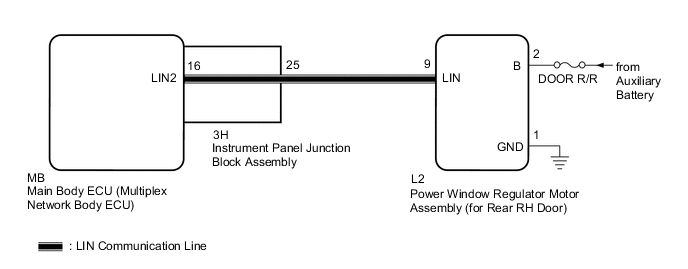 LIN2
16
25
3H
Instrument Panel Junction
Block Assembly
MB
Main Body ECU (Multiplex
Network Body ECU)
9
LIN
B
2
DOOR R/R
from
Auxiliary
Battery
GND
1
L2
Power Window Regulator Motor
Assembly (for Rear RH Door)
: LIN Communication Line